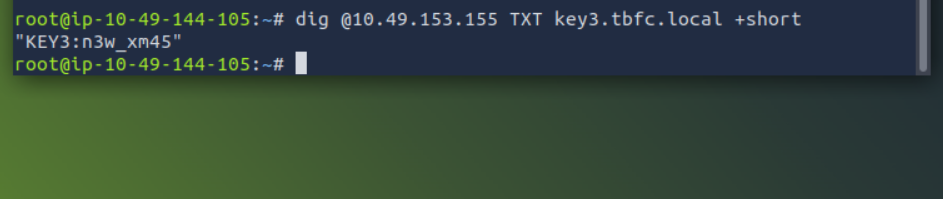 root@ip-10-49-144-105:~# dig @10.49.153.155 TXT key3.tbfc.local +short
"KEY3:n3w_xm45"
root@ip-10-49-144-105:~#